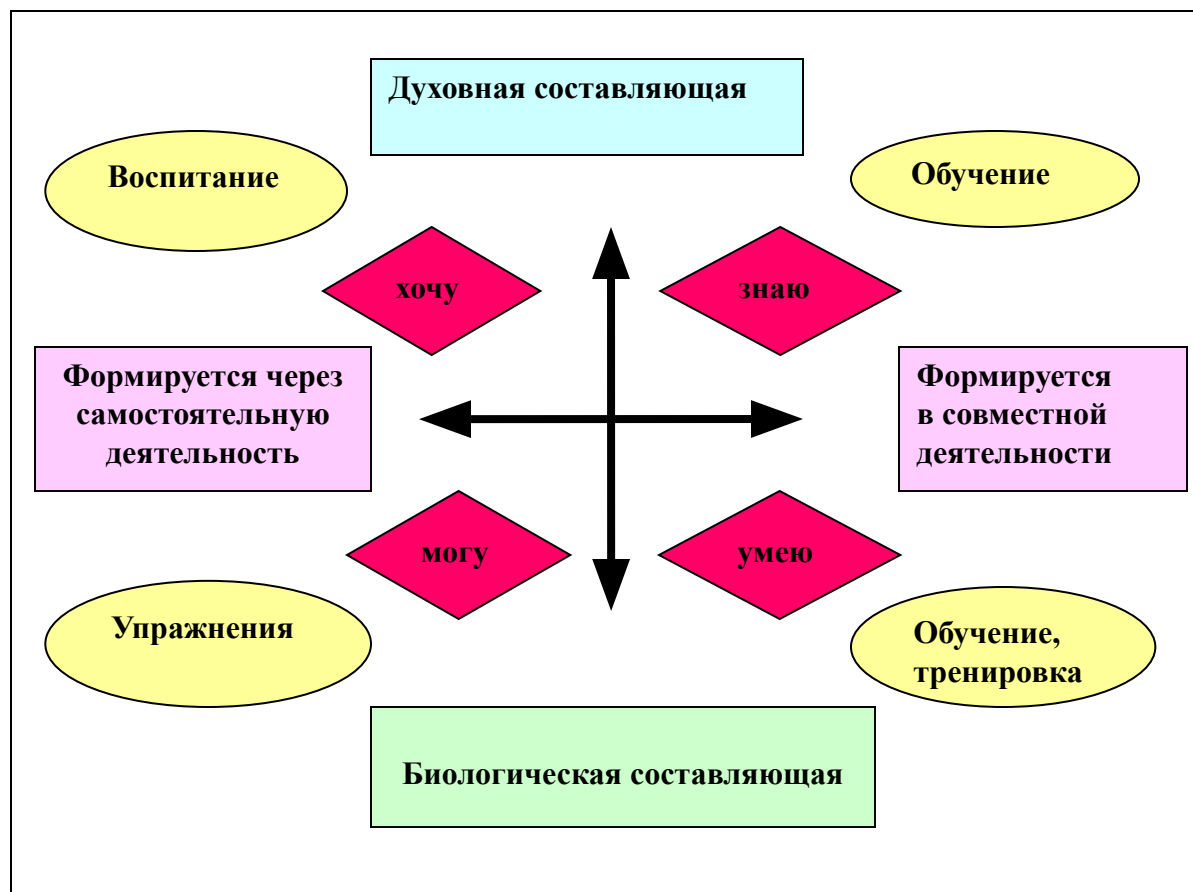 Духовная составляющая
Воспитание
Обучение
хочу
знаю
Формируется через
самостоятельную
деятельность
Формируется
в совместной
деятельности
могу
умею
Упражнения
Обучение,
тренировка
Биологическая составляющая